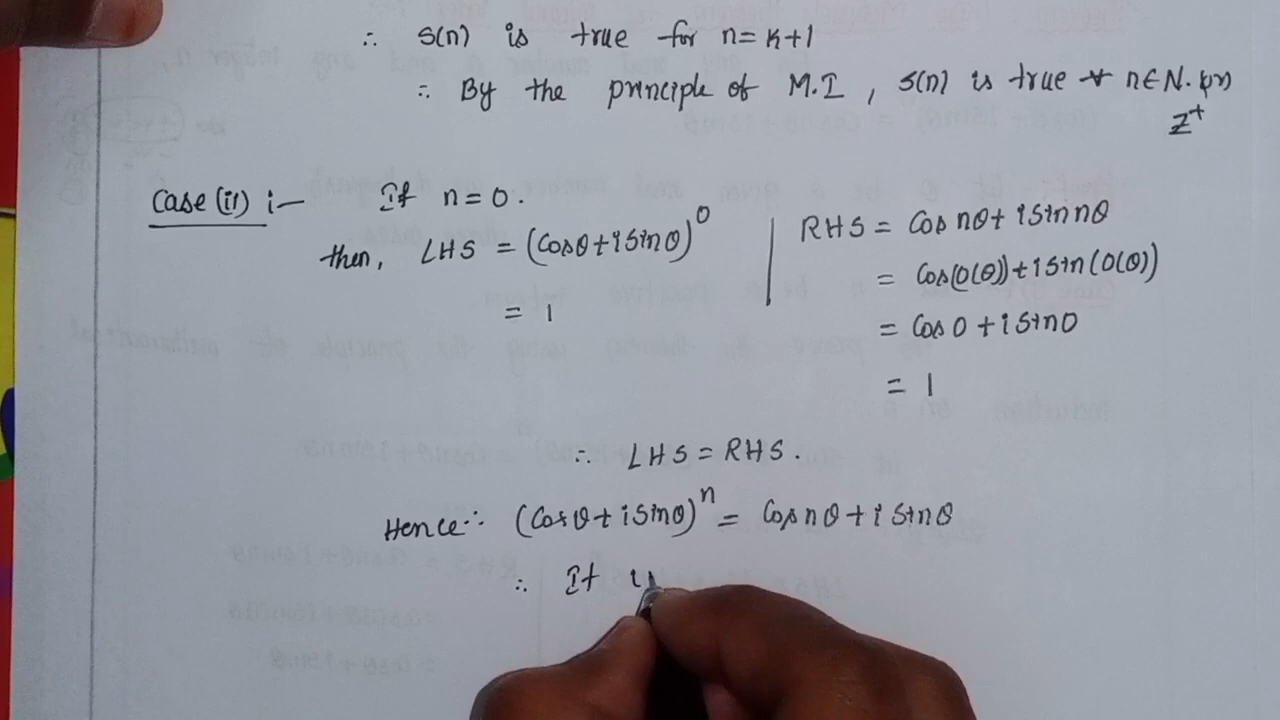 ∴ S(n) is true for n = k+1
∴ By the principle of M.I, S(n) is true ∀ n∈N.
Z⁺
Case (ii) :- If n = 0.
then, LHS = (Cosθ + i Sinθ)⁰
= 1
RHS = Cos nθ + i Sin nθ
= Cos(0(θ)) + i Sin(0(θ))
= Cos 0 + i Sin 0
= 1
∴ LHS = RHS.
Hence ∴ (Cosθ + i Sinθ)ⁿ = Cos nθ + i Sin θ
∴ It